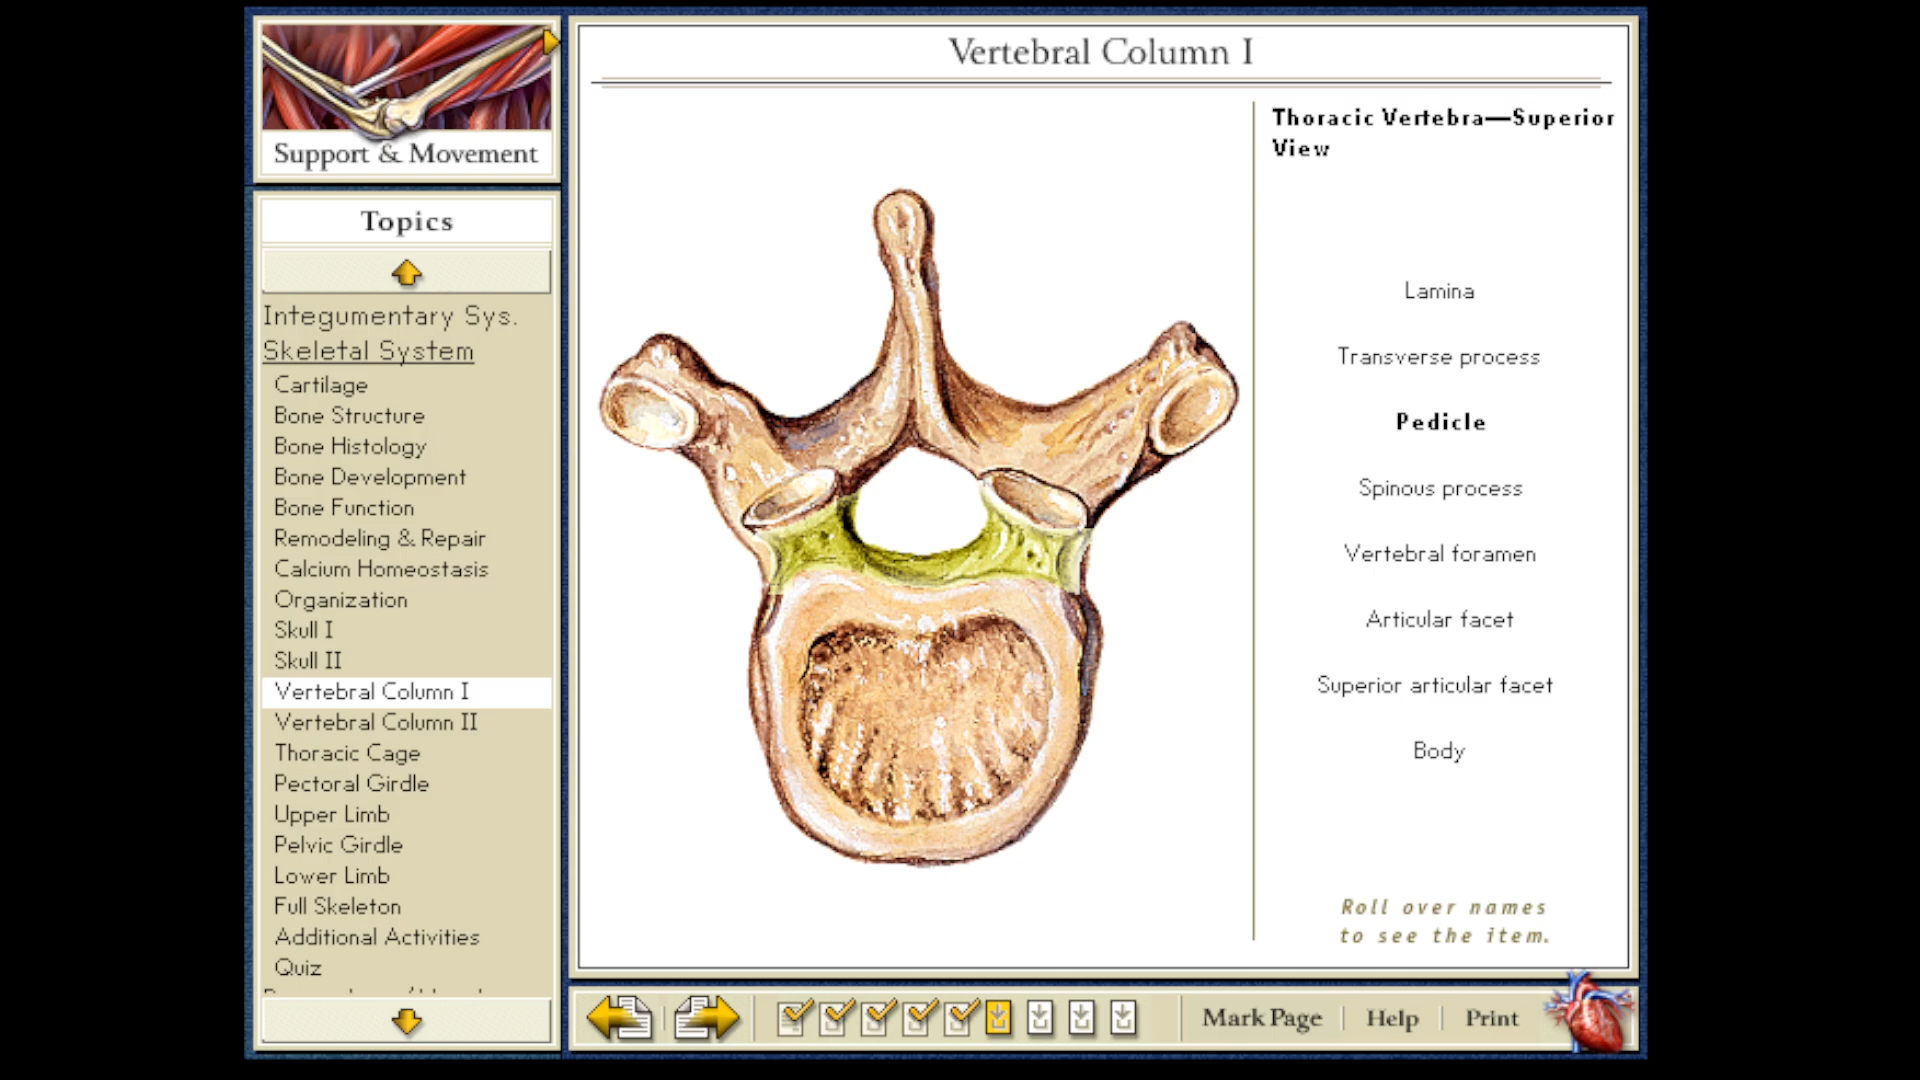 Support & Movement
Topics
Integumentary Sys.
Skeletal System
Cartilage
Bone Structure
Bone Histology
Bone Development
Bone Function
Remodeling & Repair
Calcium Homeostasis
Organization
Skull I
Skull II
Vertebral Column I
Vertebral Column II
Thoracic Cage
Pectoral Girdle
Upper Limb
Pelvic Girdle
Lower Limb
Full Skeleton
Additional Activities
Quiz
Vertebral Column I
Thoracic Vertebra—Superior
View
Lamina
Transverse process
Pedicle
Spinous process
Vertebral foramen
Articular facet
Superior articular facet
Body
Roll over names
to see the item.
Mark Page
Help
Print